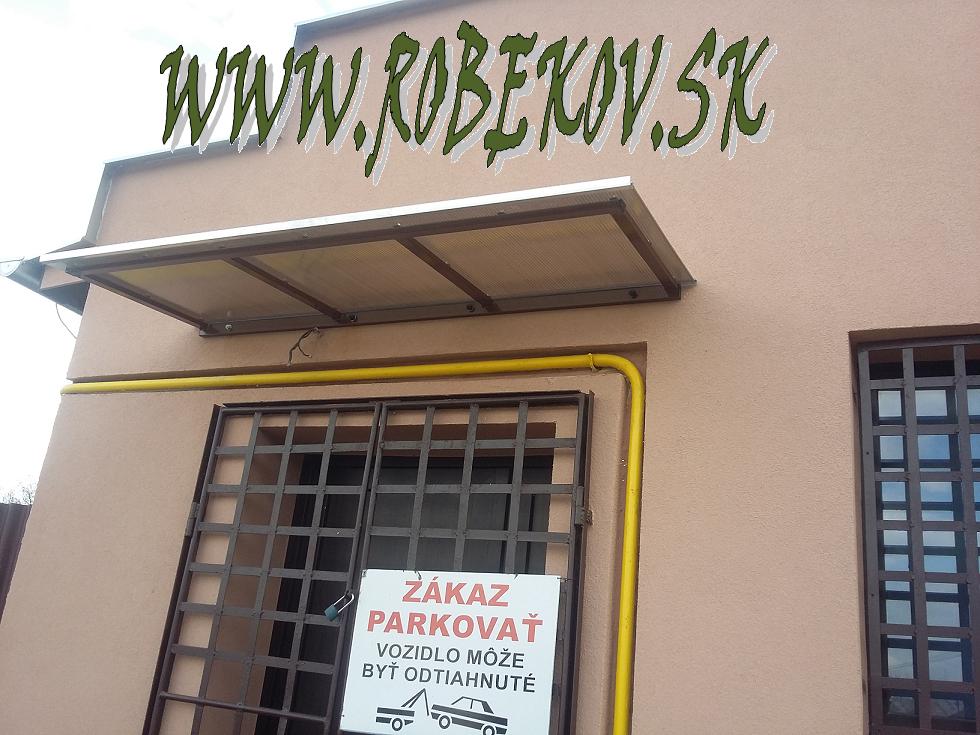 WWW.ROBEKOV.SK
ZÁKAZ
PARKOVAŤ
VOZIDLO MÔŽE
BYŤ ODTIAHNUTÉ